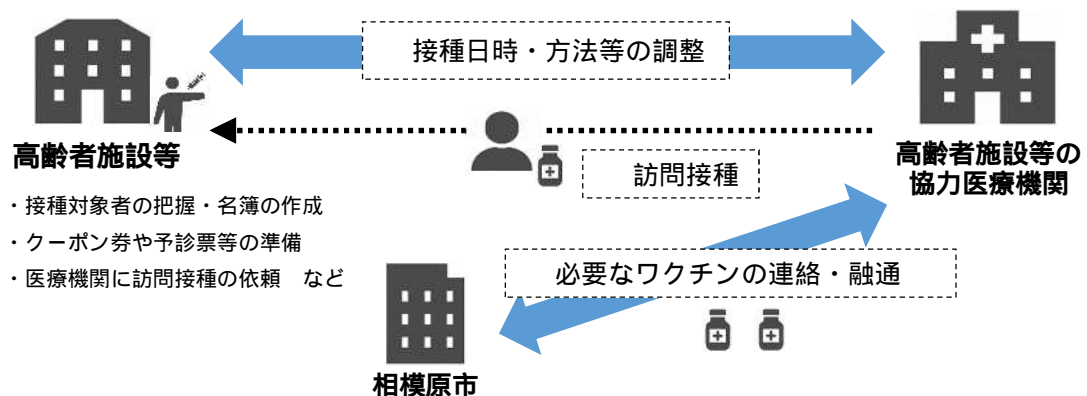 接種日時・方法等の調整
高齢者施設等
訪問接種
高齢者施設等の
協力医療機関
・接種対象者の把握・名簿の作成
・クーポン券や予診票等の準備
・医療機関に訪問接種の依頼　など
必要なワクチンの連絡・融通
相模原市